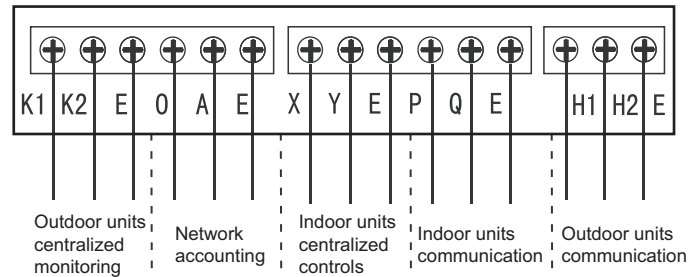 K1 K2 E O A E X Y E P Q E H1 H2 E
Outdoor units
centralized
monitoring
Network
accounting
Indoor units
centralized
controls
Indoor units
communication
Outdoor units
communication